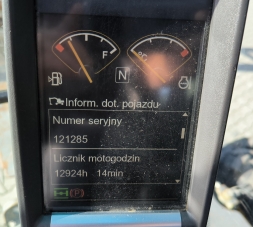 F
°C
N
Inform. dot. pojazdu
Numer seryjny
121285
Licznik motogodzin
12924h 14min
P